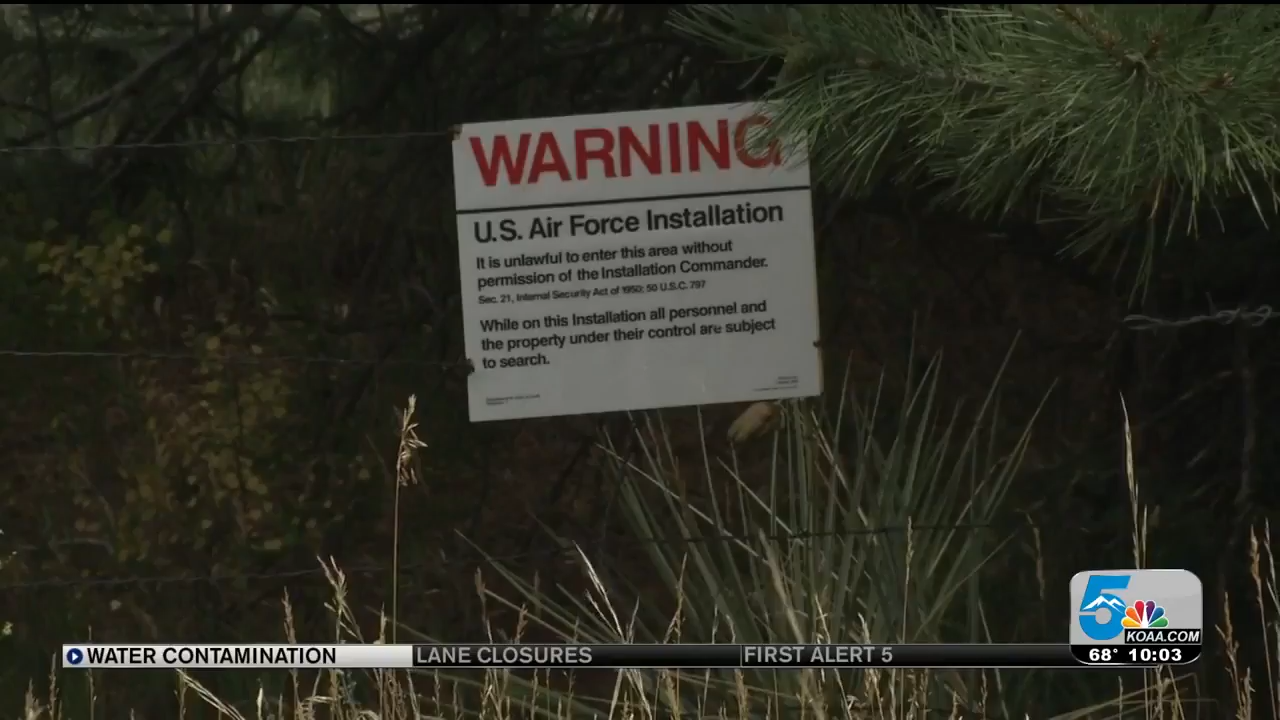 WARNING
U.S. Air Force Installation
It is unlawful to enter this area without
permission of the Installation Commander.
Sec. 21, Internal Security Act of 1950; 50 U.S.C. 797
While on this Installation all personnel and
the property under their control are subject
to search.
5
KOAA.COM
WATER CONTAMINATION
LANE CLOSURES
FIRST ALERT 5
68° 10:03